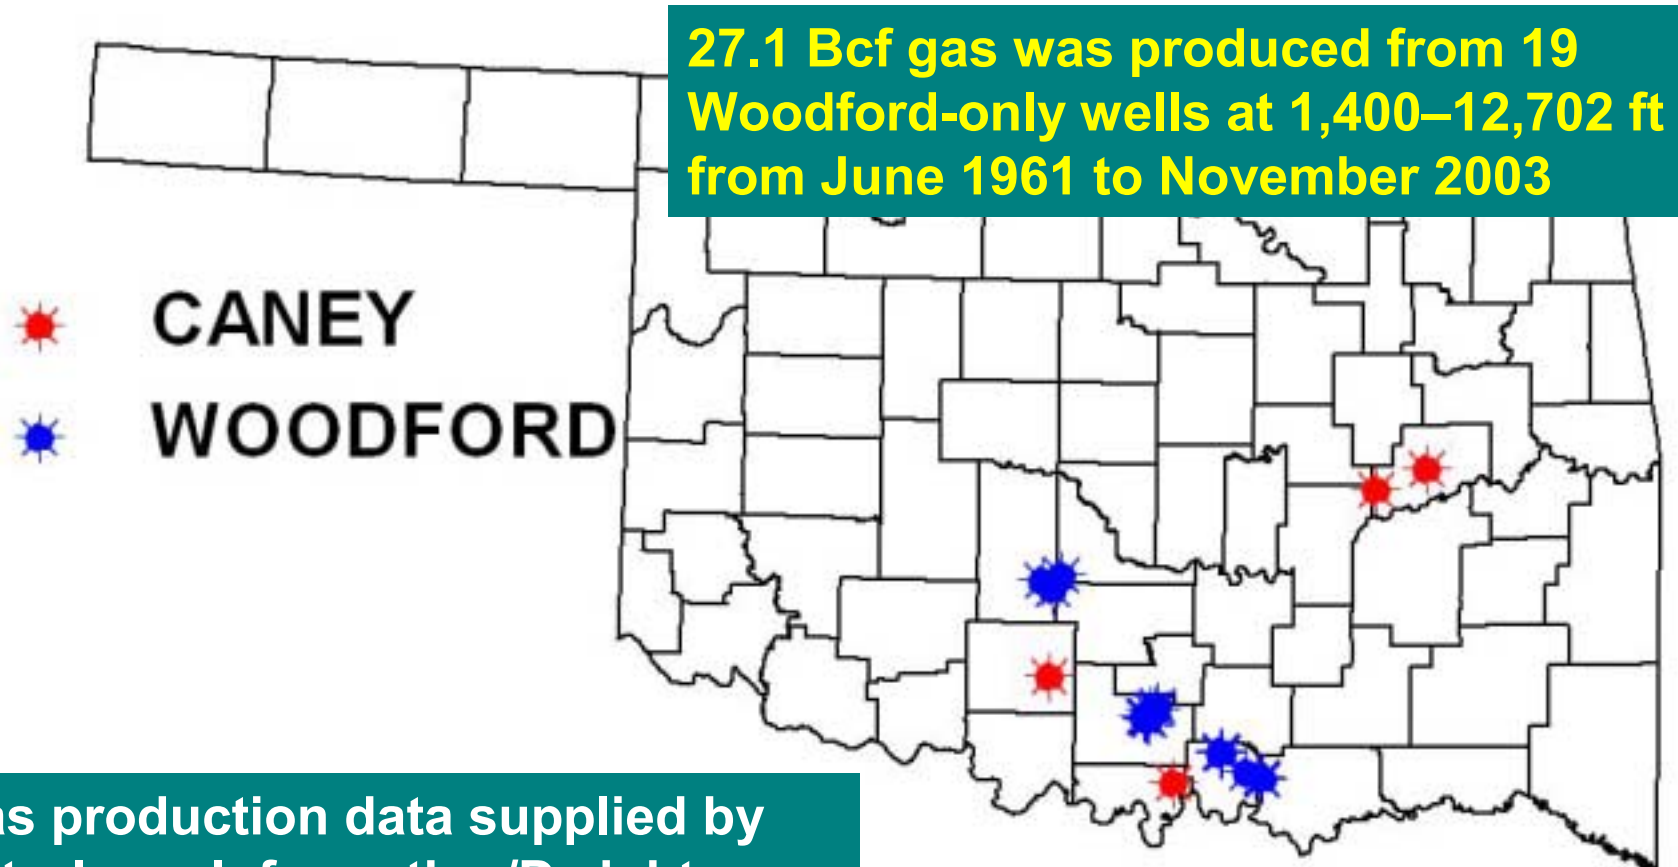 27.1 Bcf gas was produced from 19
Woodford-only wells at 1,400–12,702 ft
from June 1961 to November 2003
CANEY
WOODFORD
production data supplied by